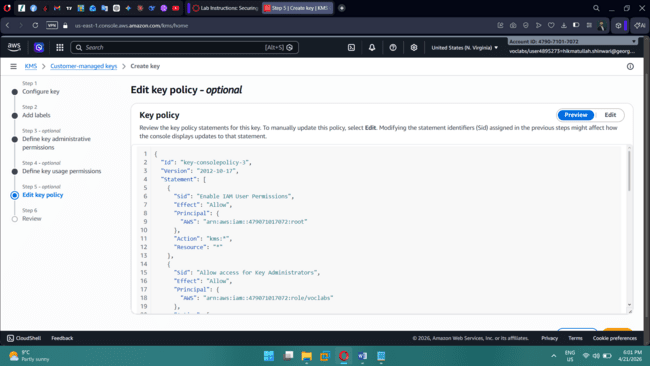 Lab Instructions: Securing
Step 5 | Create key | KMS
VPN
us-east-1.console.aws.amazon.com/kms/home
aws
Search
[Alt+S]
United States (N. Virginia)
Account ID: 4790-7101-7072
voclabs/user4895273=hikmatullah.shinwari@georg...
KMS
Customer-managed keys
Create key
Step 1
Configure key
Step 2
Add labels
Step 3 - optional
Define key administrative
permissions
Step 4 - optional
Define key usage permissions
Step 5 - optional
Edit key policy
Step 6
Review
Edit key policy - optional
Key policy
Preview
Edit
Review the key policy statements for this key. To manually update this policy, select Edit. Modifying the statement identifiers (Sid) assigned in the previous steps might affect how
the console displays updates to that statement.
1 {
2 "Id": "key-consolepolicy-3",
3 "Version": "2012-10-17",
4 "Statement": [
5 {
6 "Sid": "Enable IAM User Permissions",
7 "Effect": "Allow",
8 "Principal": {
9 "AWS": "arn:aws:iam::479071017072:root"
10 },
11 "Action": "kms:*",
12 "Resource": "*"
13 },
14 {
15 "Sid": "Allow access for Key Administrators",
16 "Effect": "Allow",
17 "Principal": {
18 "AWS": "arn:aws:iam::479071017072:role/voclabs"
19 },
CloudShell
Feedback
© 2026, Amazon Web Services, Inc. or its affiliates.
Privacy
Terms
Cookie preferences
9°C
Partly sunny
ENG
US
6:01 PM
4/21/2026